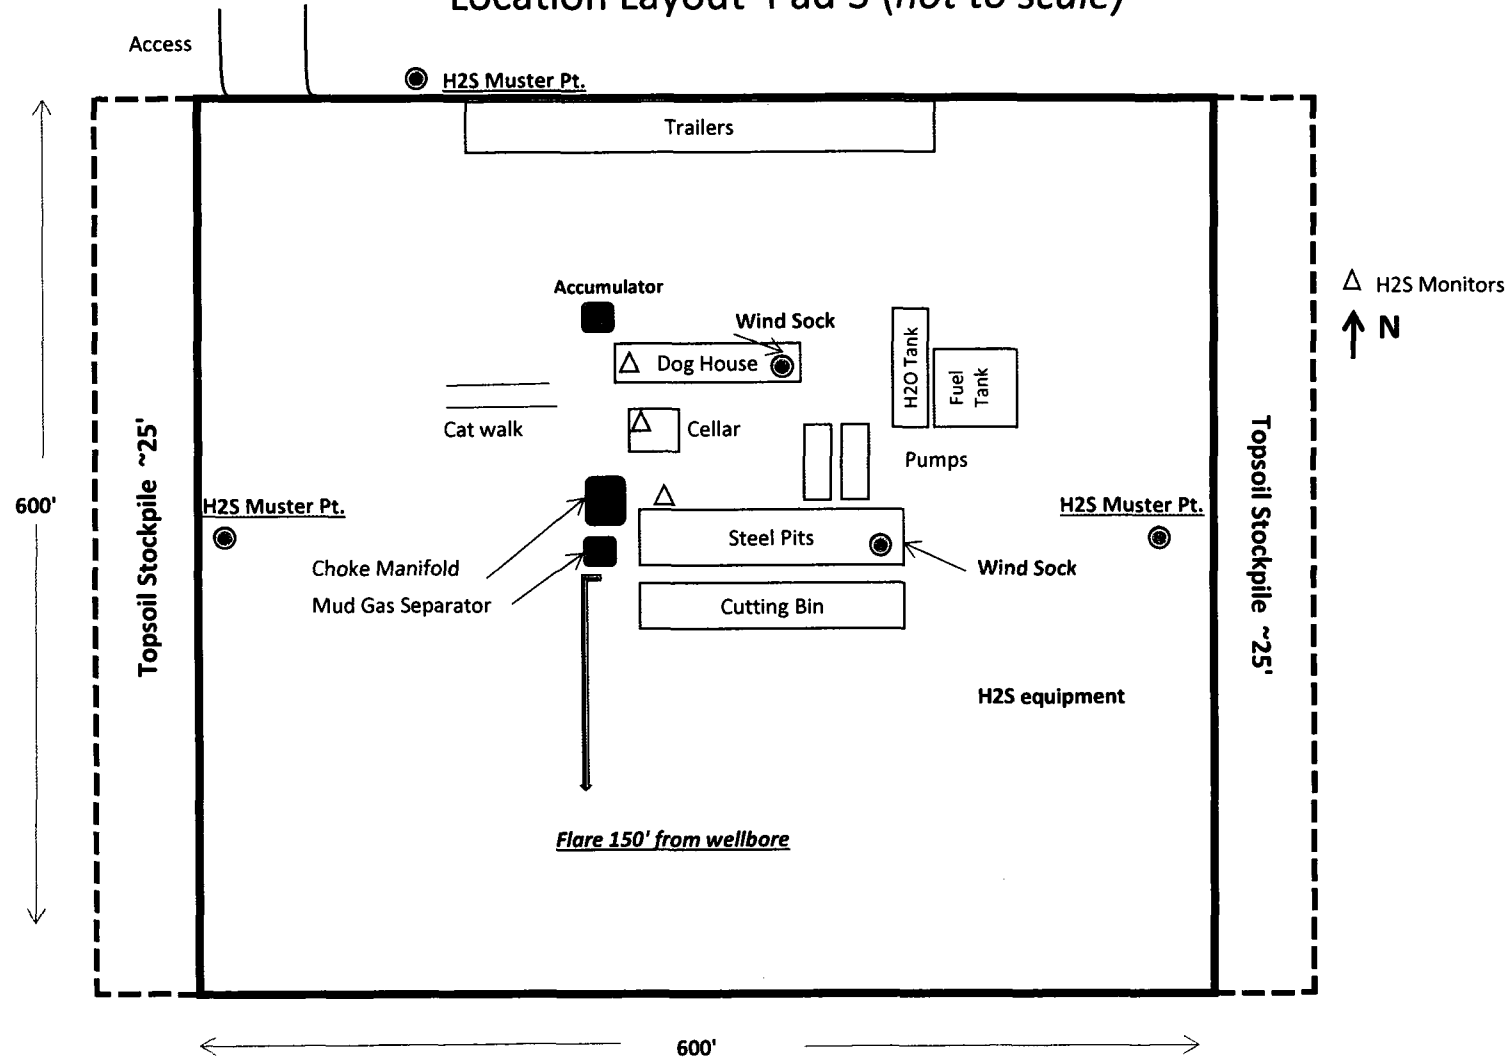 Location Layout Pad 5 (not to scale)
Access
H2S Muster Pt.
Trailers
H2S Monitors
N
Accumulator
Wind Sock
Dog House
H2O Tank
Fuel
Tank
Cat walk
Cellar
Pumps
Topsoil Stockpile ~25'
Topsoil Stockpile ~25'
600'
H2S Muster Pt.
H2S Muster Pt.
Steel Pits
Wind Sock
Choke Manifold
Mud Gas Separator
Cutting Bin
H2S equipment
Flare 150' from wellbore
600'